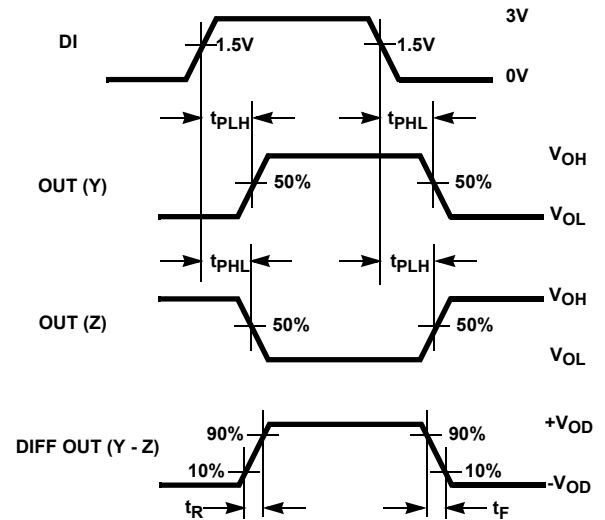 3V
DI
1.5V
1.5V
0V
tPLH
tPHL
VOH
OUT (Y)
50%
50%
VOL
tPHL
tPLH
VOH
OUT (Z)
50%
50%
VOL
+VOD
DIFF OUT (Y - Z)
90%
90%
10%
10%
-VOD
tR
tF